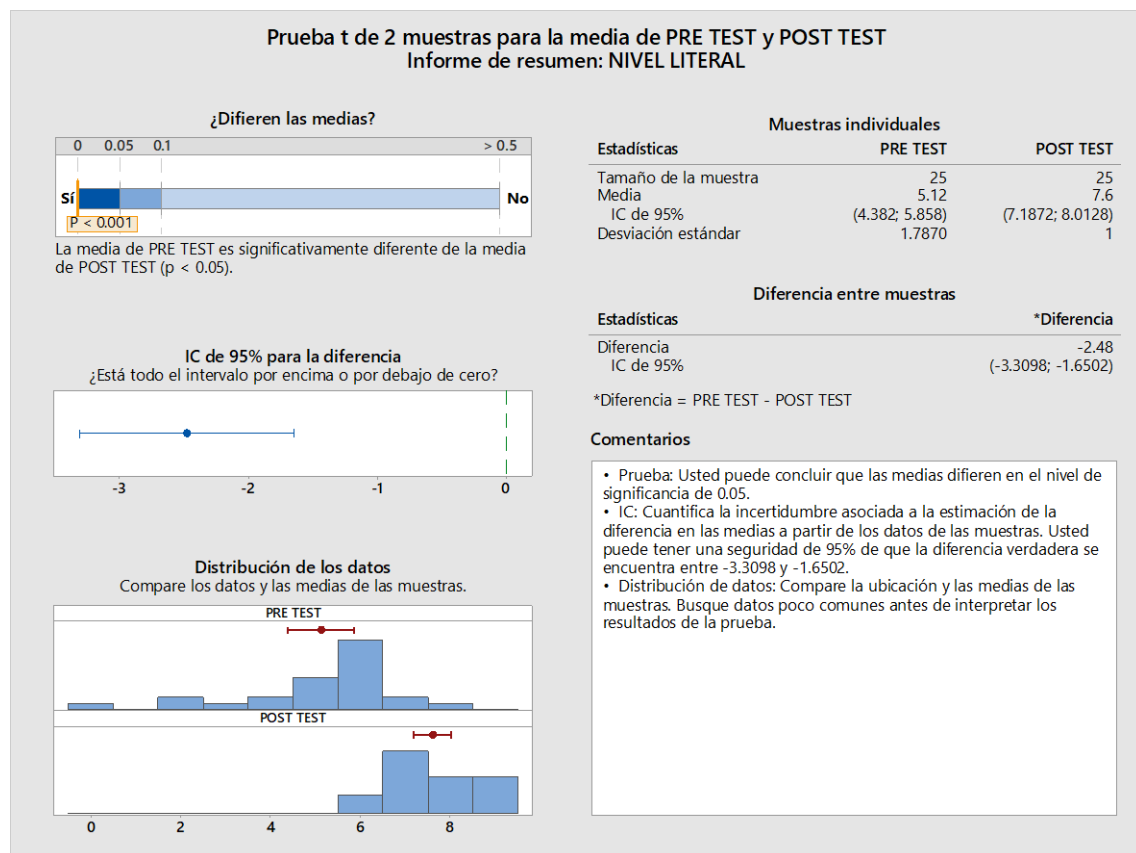 Prueba t de 2 muestras para la media de PRE TEST y POST TEST
Informe de resumen: NIVEL LITERAL
¿Difieren las medias?
0 0.05 0.1 > 0.5
Sí No
P < 0.001
La media de PRE TEST es significativamente diferente de la media
de POST TEST (p < 0.05).
IC de 95% para la diferencia
¿Está todo el intervalo por encima o por debajo de cero?
-3 -2 -1 0
Distribución de los datos
Compare los datos y las medias de las muestras.
PRE TEST
POST TEST
0 2 4 6 8
Muestras individuales
Estadísticas PRE TEST POST TEST
Tamaño de la muestra 25 25
Media 5.12 7.6
IC de 95% (4.382; 5.858) (7.1872; 8.0128)
Desviación estándar 1.7870 1
Diferencia entre muestras
Estadísticas *Diferencia
Diferencia -2.48
IC de 95% (-3.3098; -1.6502)
*Diferencia = PRE TEST - POST TEST
Comentarios
• Prueba: Usted puede concluir que las medias difieren en el nivel de
significancia de 0.05.
• IC: Cuantifica la incertidumbre asociada a la estimación de la
diferencia en las medias a partir de los datos de las muestras. Usted
puede tener una seguridad de 95% de que la diferencia verdadera se
encuentra entre -3.3098 y -1.6502.
• Distribución de datos: Compare la ubicación y las medias de las
muestras. Busque datos poco comunes antes de interpretar los
resultados de la prueba.